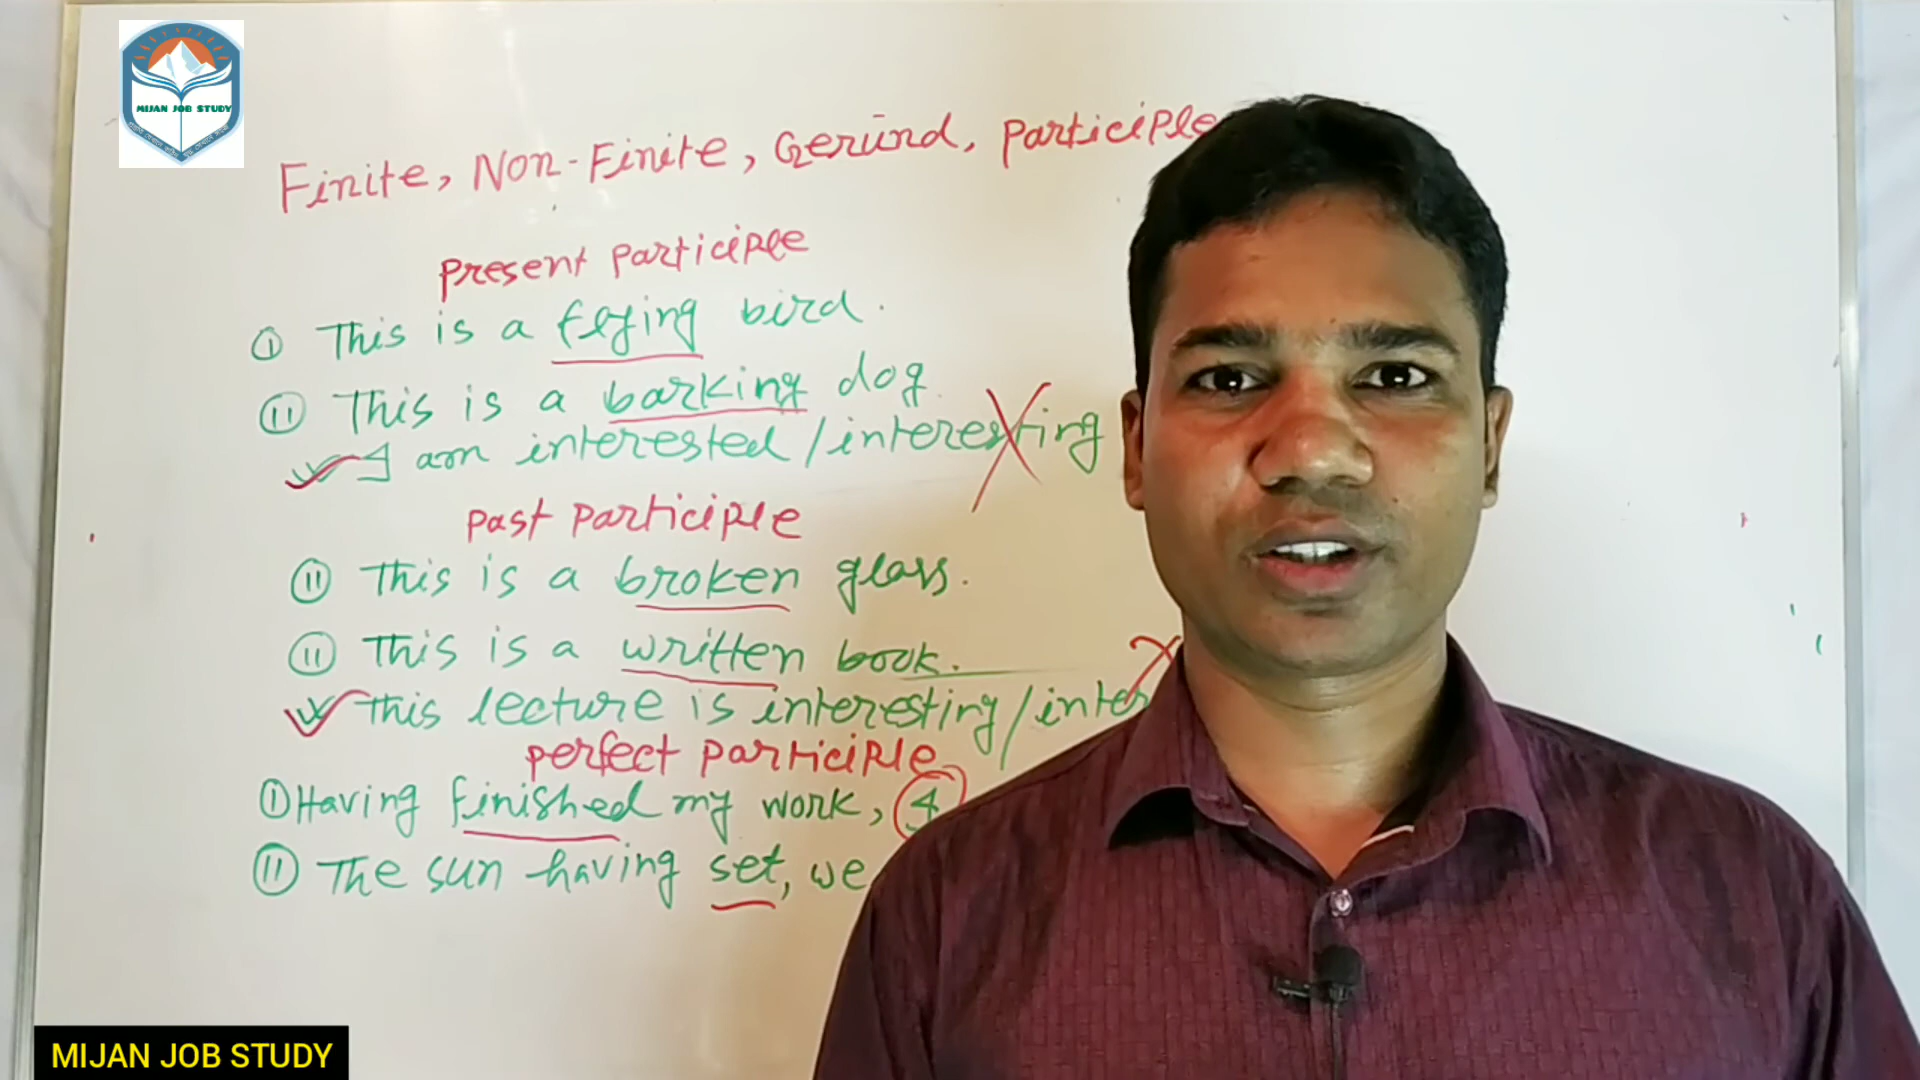 MIJAN JOB STUDY
Finite, Non-Finite, Gerund, Participle
Present Participle
① This is a flying bird.
⑪ This is a barking dog.
I am interested / interesting
Past Participle
⑪ This is a broken glass.
⑪ This is a written book.
This lecture is interesting / inter
Perfect Participle
① Having finished my work, I
⑪ The sun having set, we
MIJAN JOB STUDY